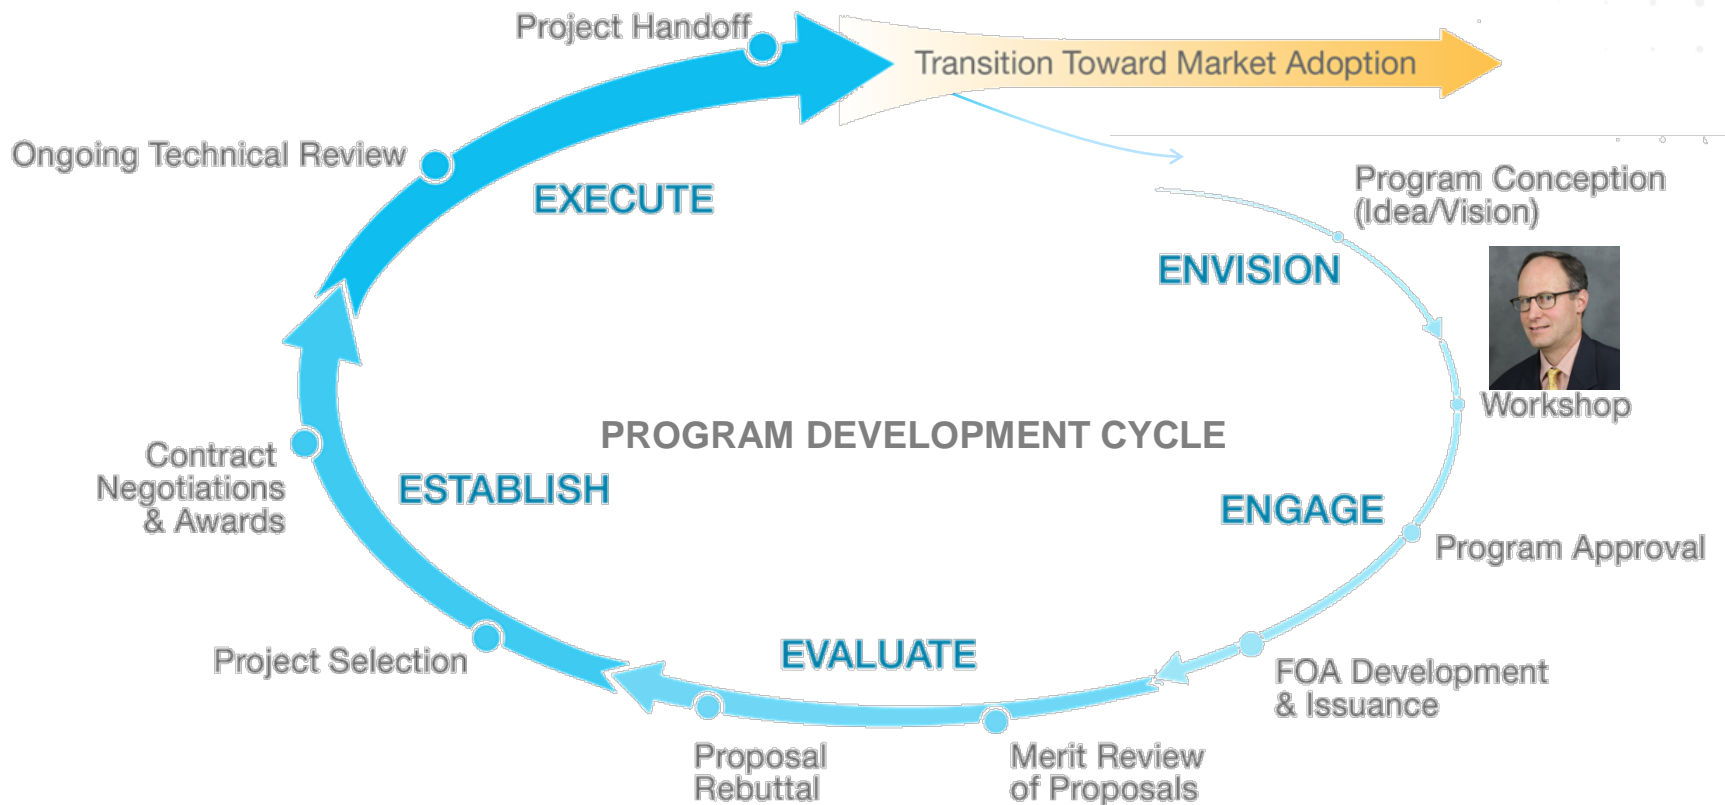 Project Handoff
Transition Toward Market Adoption
Ongoing Technical Review
EXECUTE
Program Conception
(Idea/Vision)
ENVISION
Workshop
PROGRAM DEVELOPMENT CYCLE
Contract
Negotiations
& Awards
ESTABLISH
ENGAGE
Program Approval
Project Selection
EVALUATE
FOA Development
& Issuance
Proposal
Rebuttal
Merit Review
of Proposals